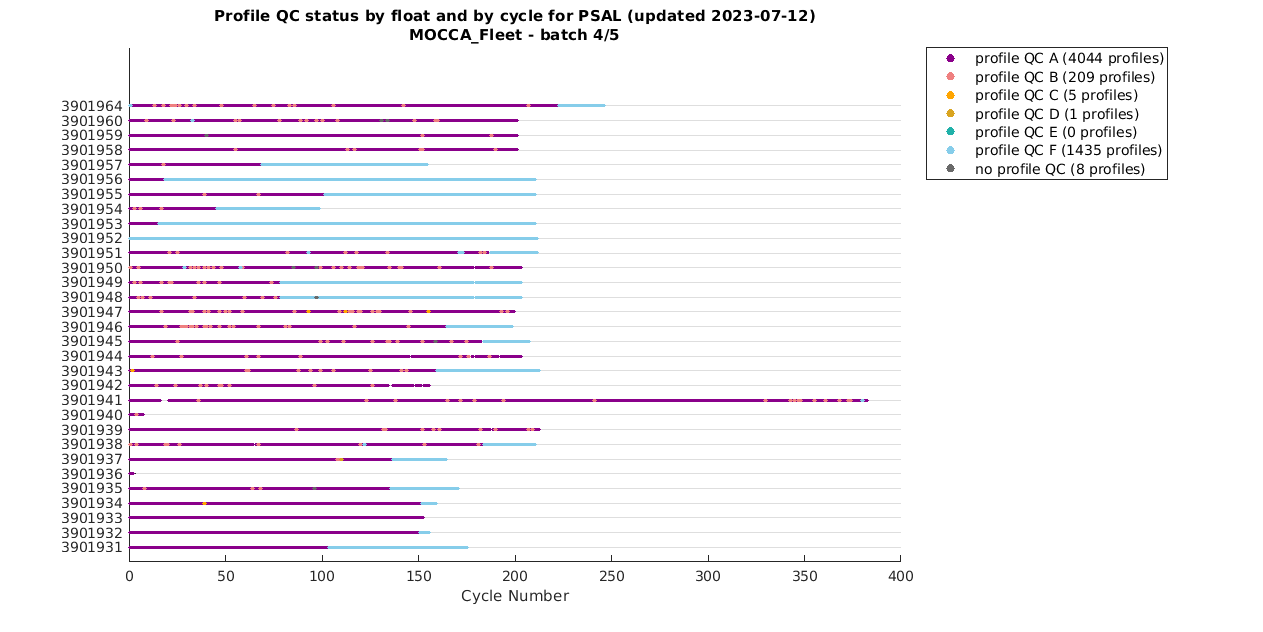 Profile QC status by float and by cycle for PSAL (updated 2023-07-12)
MOCCA_Fleet - batch 4/5
profile QC A (4044 profiles)
profile QC B (209 profiles)
profile QC C (5 profiles)
profile QC D (1 profiles)
profile QC E (0 profiles)
profile QC F (1435 profiles)
no profile QC (8 profiles)
3901964
3901960
3901959
3901958
3901957
3901956
3901955
3901954
3901953
3901952
3901951
3901950
3901949
3901948
3901947
3901946
3901945
3901944
3901943
3901942
3901941
3901940
3901939
3901938
3901937
3901936
3901935
3901934
3901933
3901932
3901931
0 50 100 150 200 250 300 350 400
Cycle Number